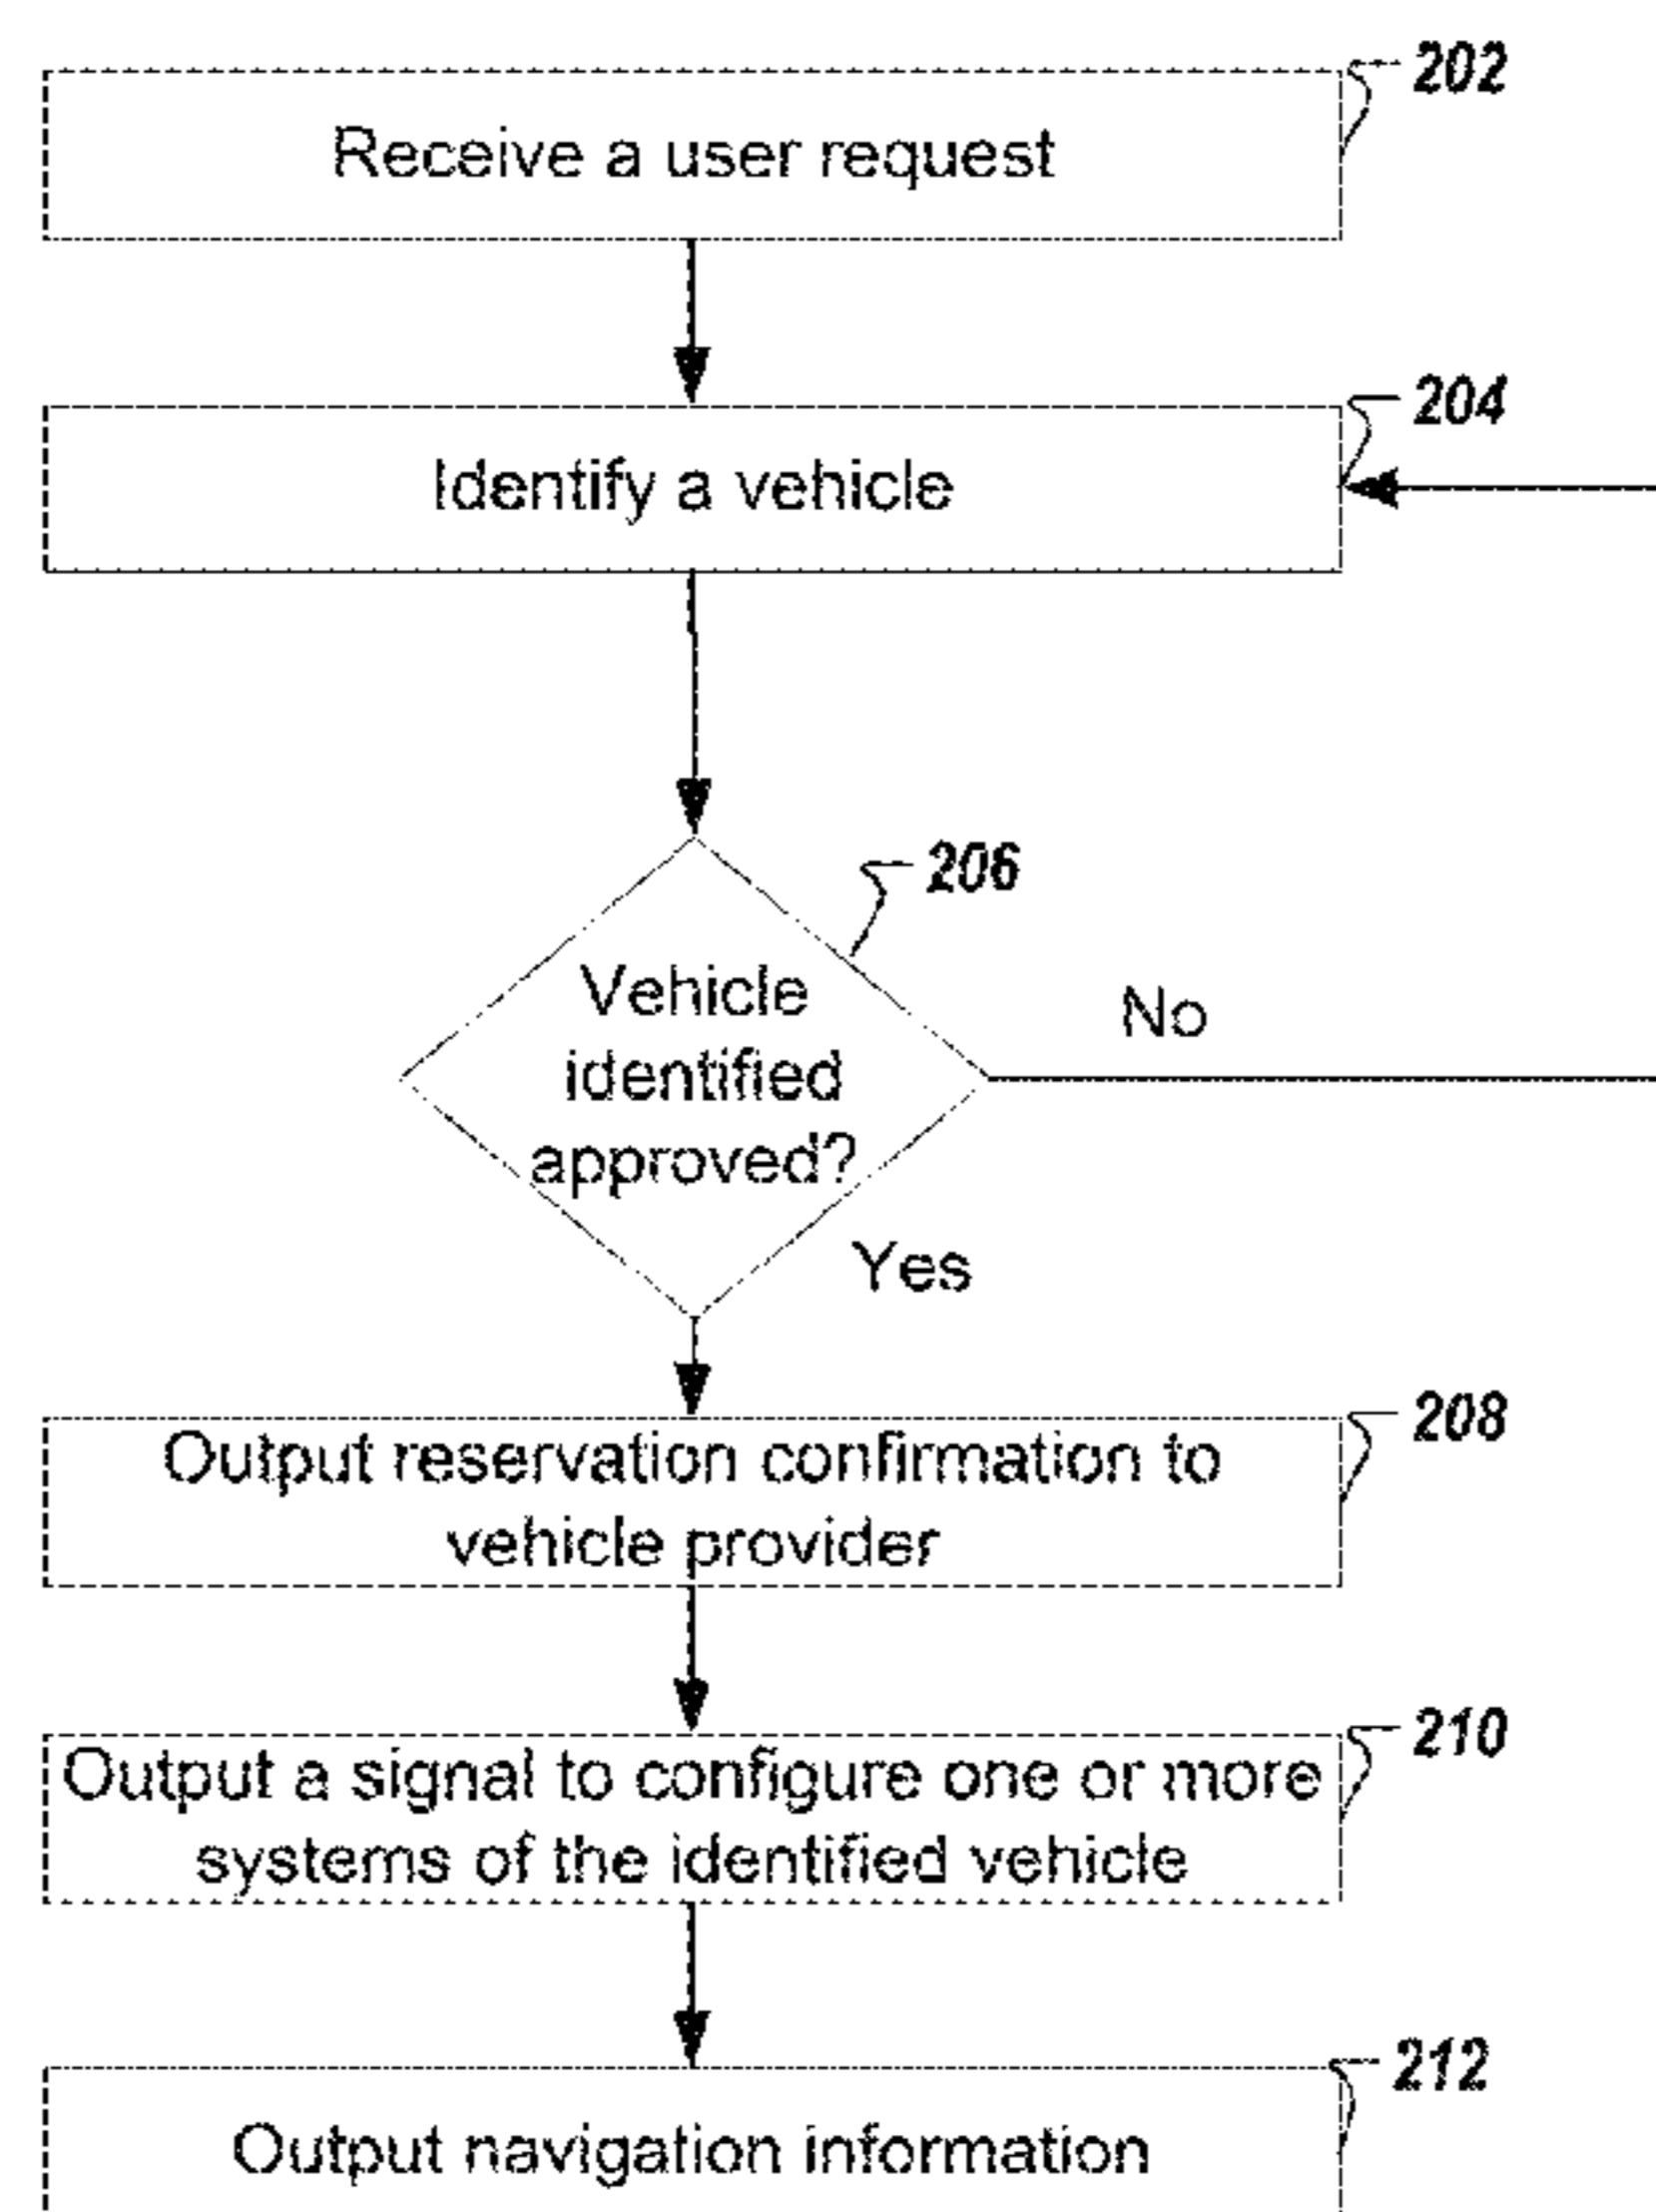 202
Receive a user request
204
Identify a vehicle
206
Vehicle
identified
approved?
No
Yes
208
Output reservation confirmation to
vehicle provider
210
Output a signal to configure one or more
systems of the identified vehicle
212
Output navigation information